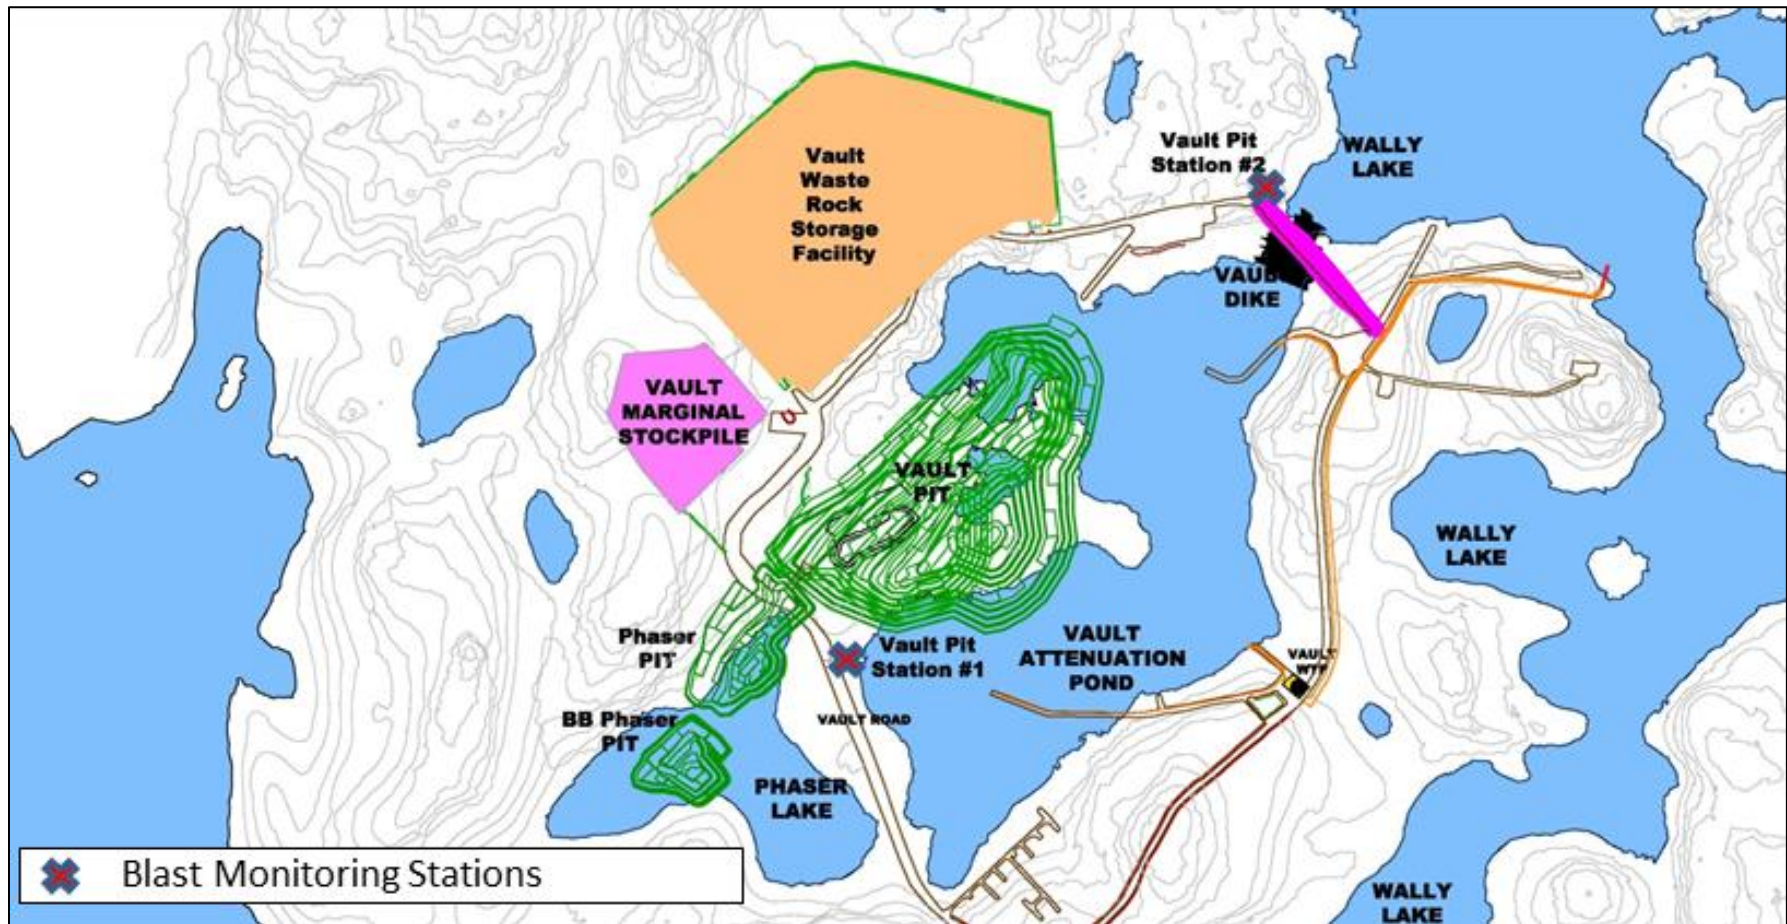 Vault Pit
Station #2
WALLY
LAKE
Vault
Waste
Rock
Storage
Facility
DIKE
VAULT
MARGINAL
STOCKPILE
VAULT
PIT
WALLY
LAKE
Phaser
PIT
Vault Pit
Station #1
VAULT
ATTENUATION
POND
VAULT
BB Phaser
PIT
VAULT ROAD
PHASER
LAKE
Blast Monitoring Stations
WALLY
LAKE